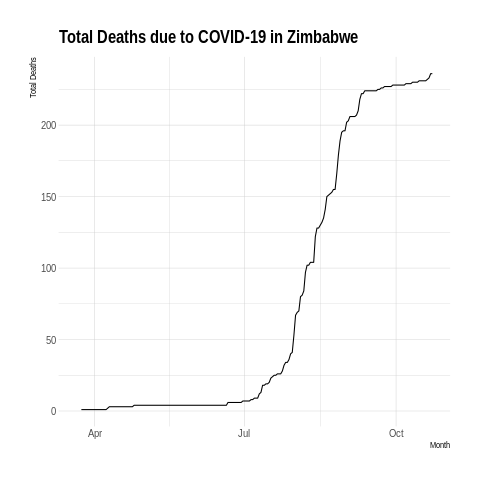 Total Deaths due to COVID-19 in Zimbabwe
Total Deaths
200
150
100
50
0
Apr
Jul
Oct
Month